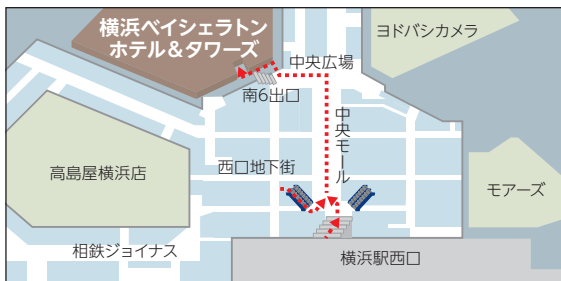 横浜ベイシェラトン
ホテル&タワーズ
ヨドバシカメラ
中央広場
南6出口
中央モール
西口地下街
高島屋横浜店
モアーズ
相鉄ジョイナス
横浜駅西口